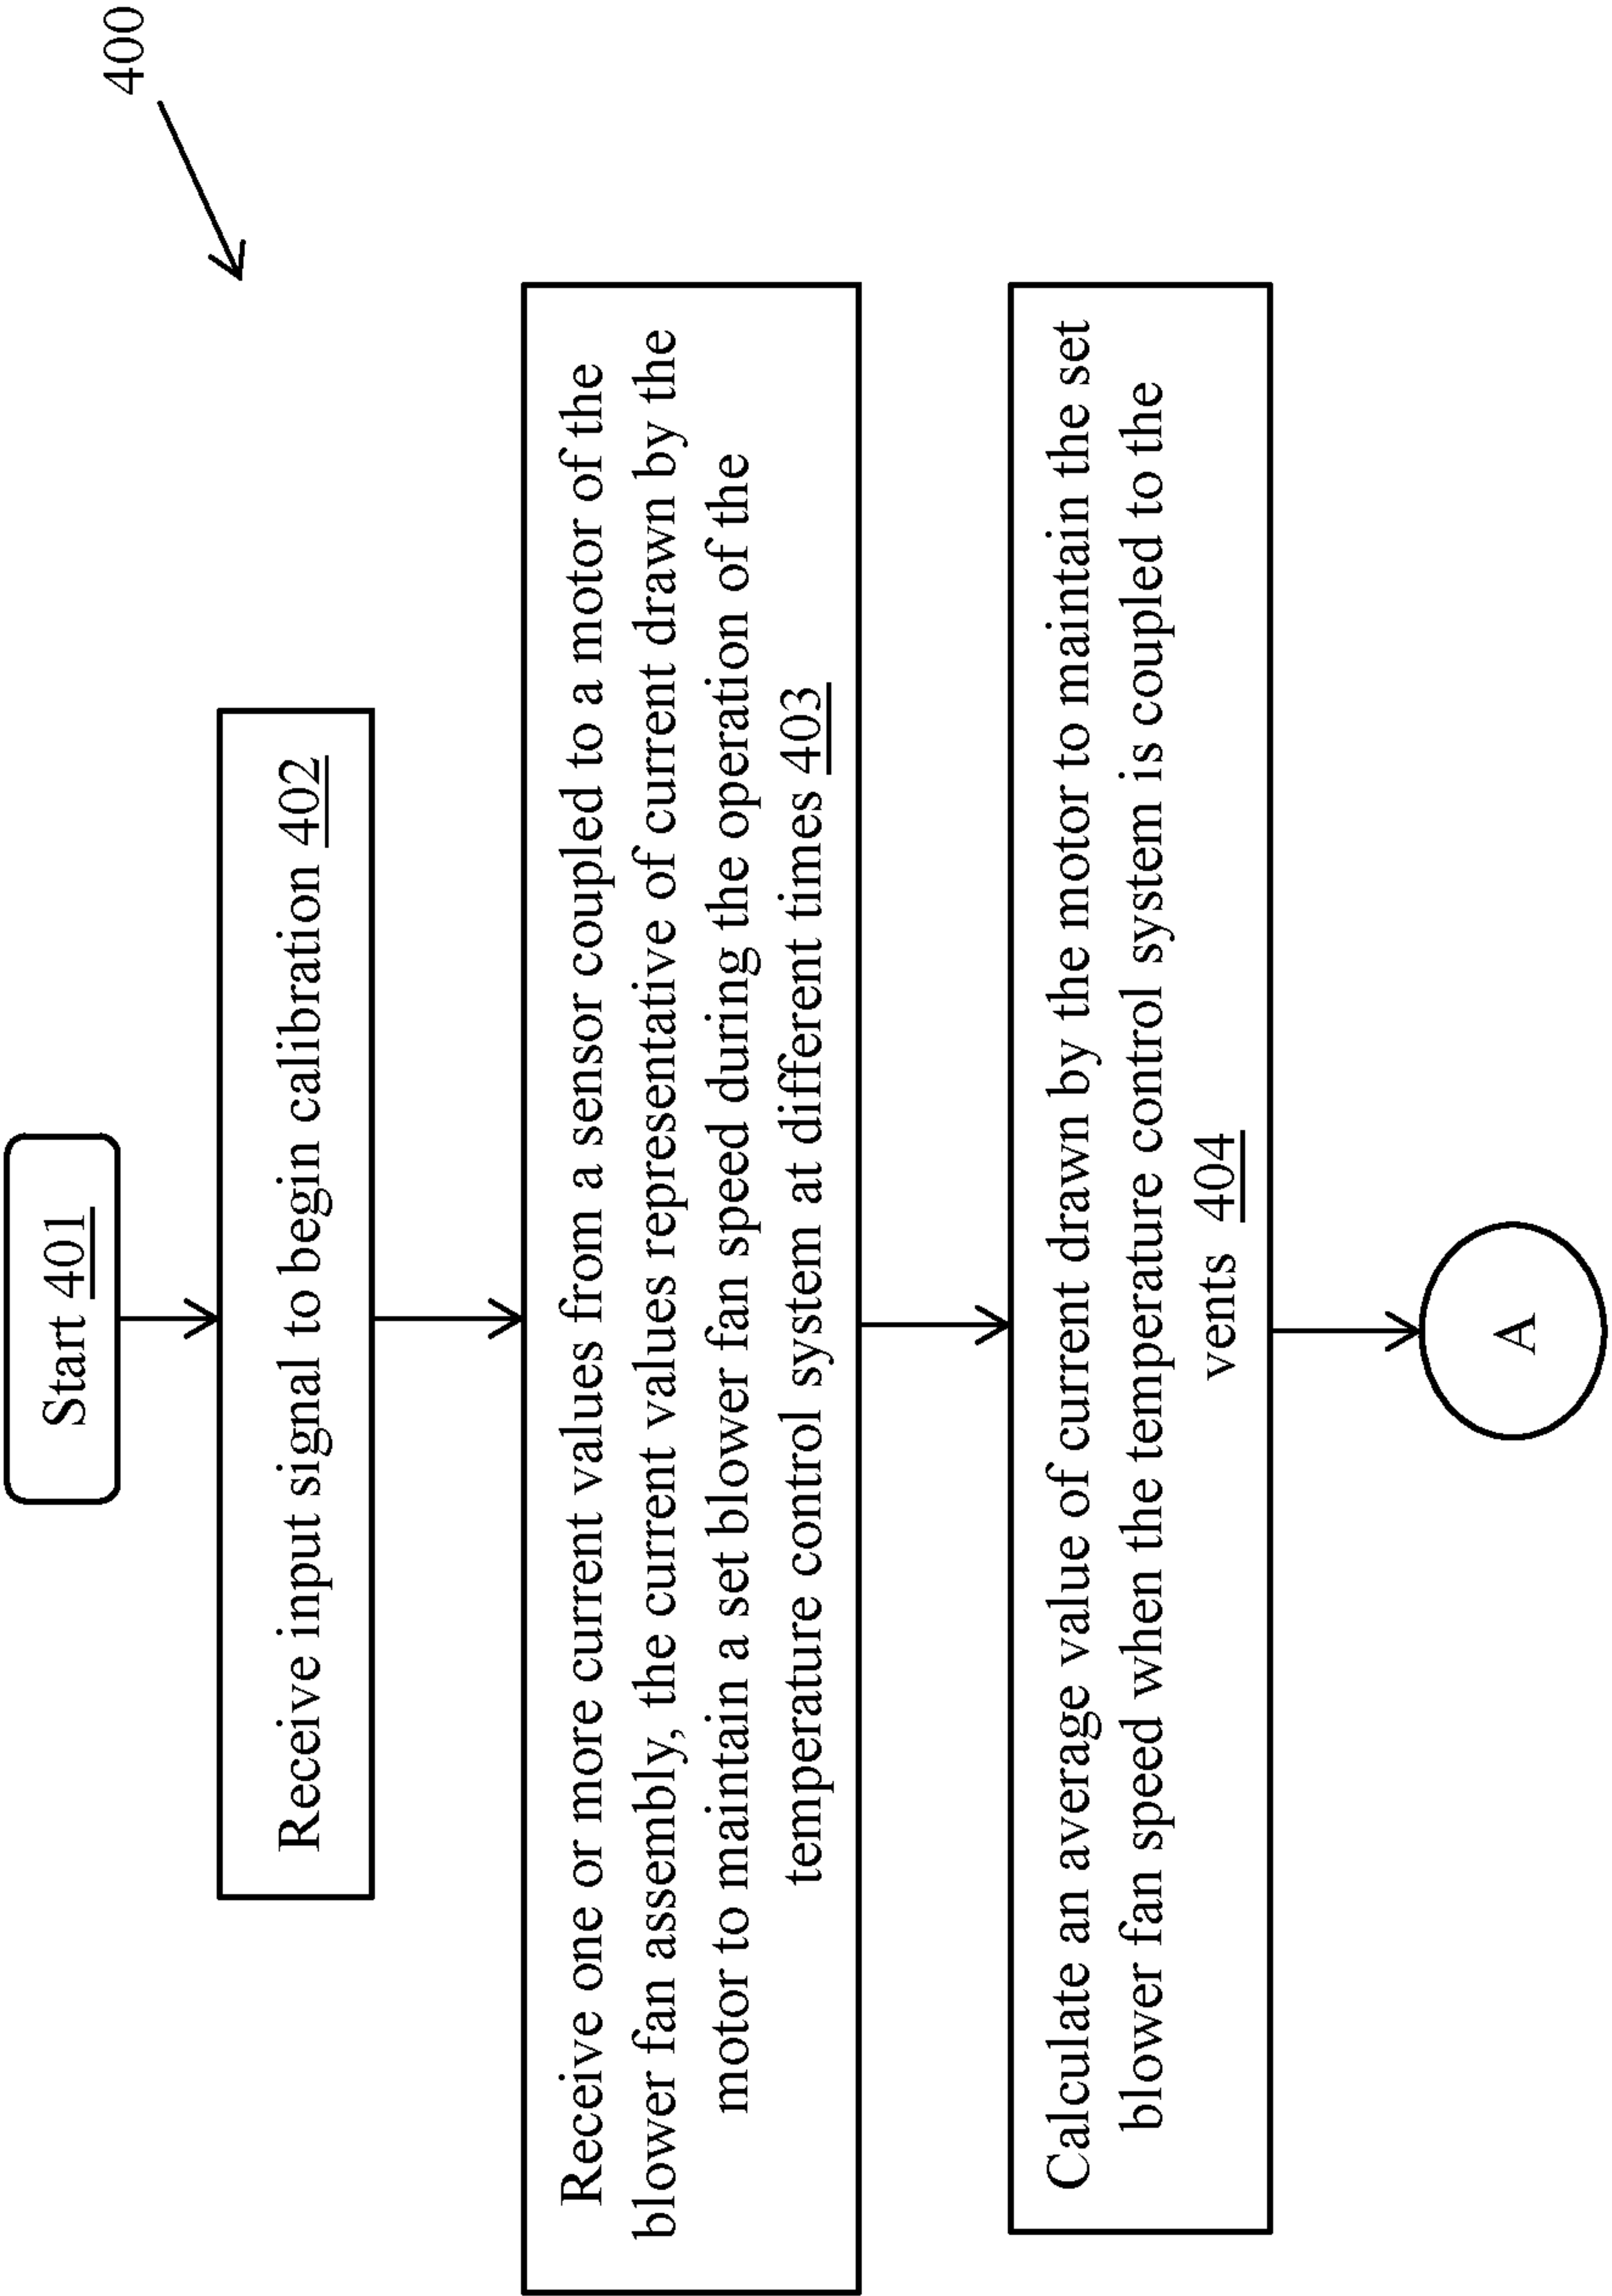 400
Start 401
Receive input signal to begin calibration 402
Receive one or more current values from a sensor coupled to a motor of the
blower fan assembly, the current values representative of current drawn by the
motor to maintain a set blower fan speed during the operation of the
temperature control system at different times 403
Calculate an average value of current drawn by the motor to maintain the set
blower fan speed when the temperature control system is coupled to the
vents 404
A